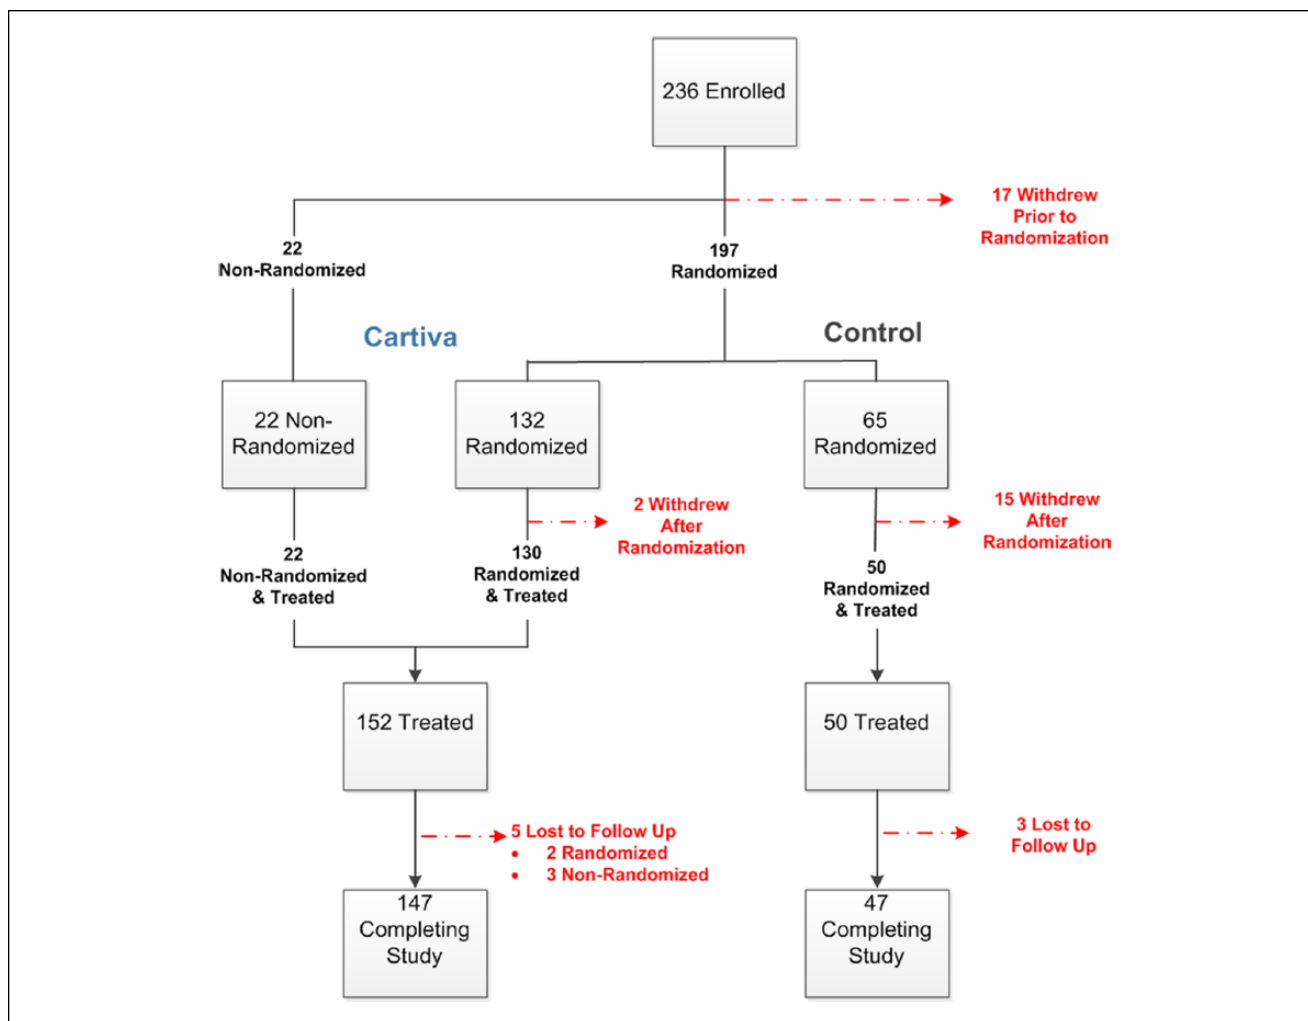 236 Enrolled
17 Withdrew
Prior to
Randomization
22
Non-Randomized
197
Randomized
Cartiva
Control
22 Non-
Randomized
132
Randomized
65
Randomized
2 Withdrew
After
Randomization
15 Withdrew
After
Randomization
22
Non-Randomized
& Treated
130
Randomized
& Treated
50
Randomized
& Treated
152 Treated
50 Treated
5 Lost to Follow Up
• 2 Randomized
• 3 Non-Randomized
3 Lost to
Follow Up
147
Completing
Study
47
Completing
Study